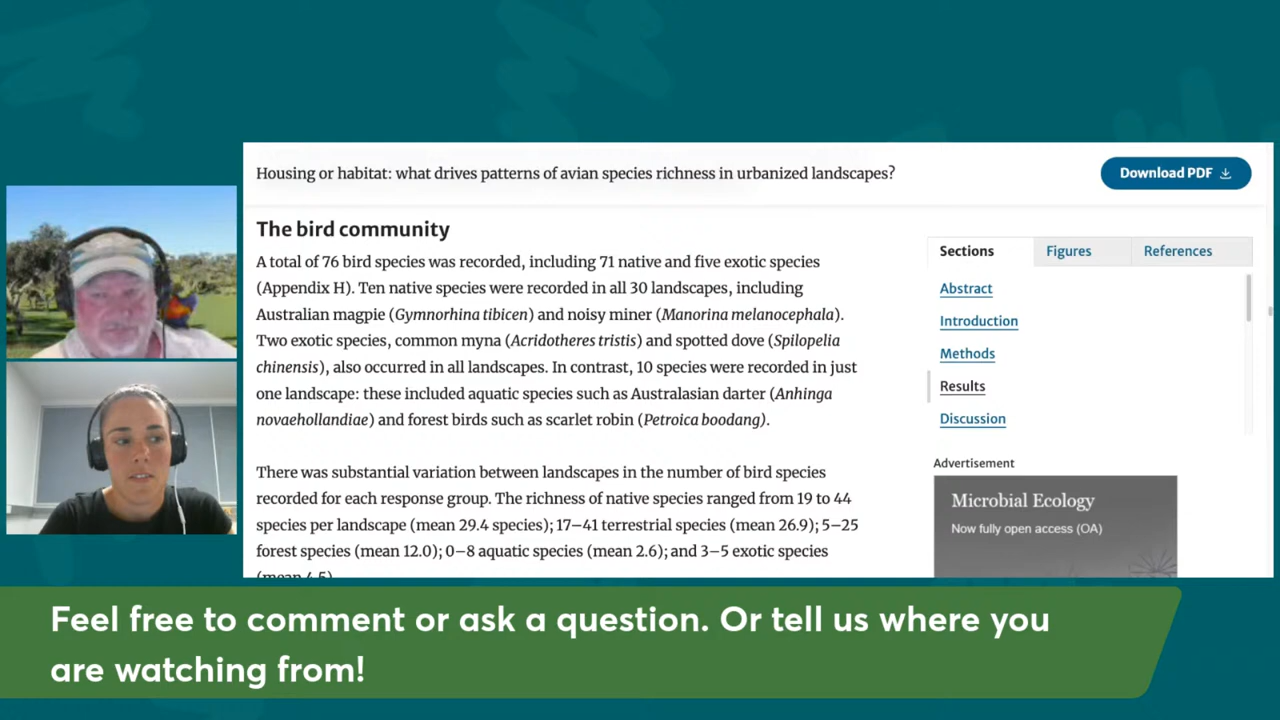 Housing or habitat: what drives patterns of avian species richness in urbanized landscapes?
Download PDF
The bird community
A total of 76 bird species was recorded, including 71 native and five exotic species
(Appendix H). Ten native species were recorded in all 30 landscapes, including
Australian magpie (Gymnorhina tibicen) and noisy miner (Manorina melanocephala).
Two exotic species, common myna (Acridotheres tristis) and spotted dove (Spilopelia
chinensis), also occurred in all landscapes. In contrast, 10 species were recorded in just
one landscape: these included aquatic species such as Australasian darter (Anhinga
novaehollandiae) and forest birds such as scarlet robin (Petroica boodang).
There was substantial variation between landscapes in the number of bird species
recorded for each response group. The richness of native species ranged from 19 to 44
species per landscape (mean 29.4 species); 17–41 terrestrial species (mean 26.9); 5–25
forest species (mean 12.0); 0–8 aquatic species (mean 2.6); and 3–5 exotic species
(mean 4.5)
Sections
Figures
References
Abstract
Introduction
Methods
Results
Discussion
Advertisement
Microbial Ecology
Now fully open access (OA)
Feel free to comment or ask a question. Or tell us where you
are watching from!